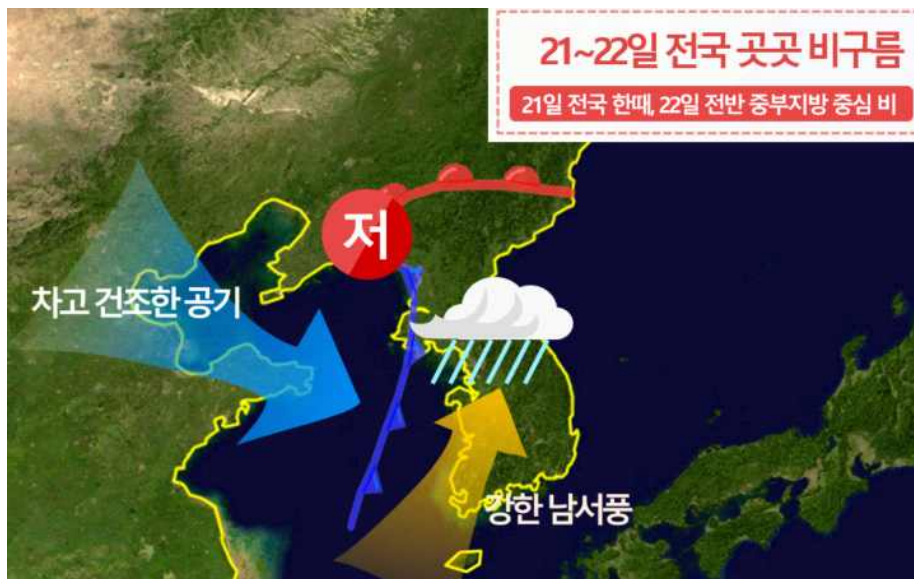 21~22일 전국 곳곳 비구름
21일 전국 한때, 22일 전반 중부지방 중심 비
저
차고 건조한 공기
강한 남서풍